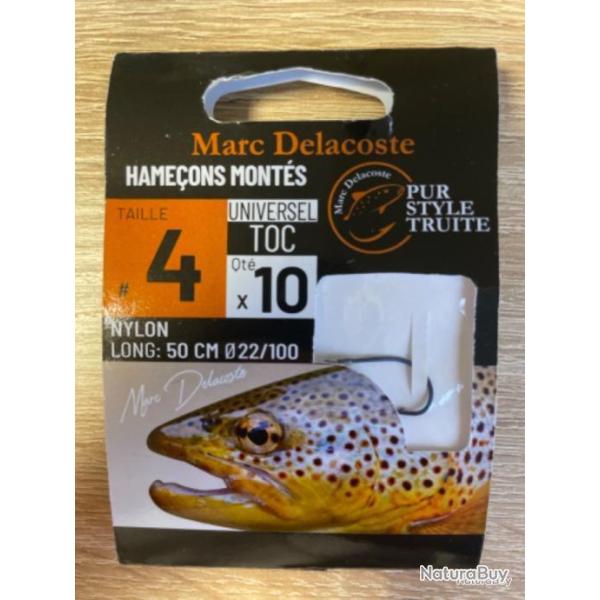 Marc Delacoste
HAMEÇONS MONTÉS
TAILLE
# 4
UNIVERSEL
TOC
Qté
x 10
Marc Delacoste
PUR
STYLE
TRUITE
NYLON
LONG: 50 CM Ø 22/100
Marc Delacoste
NaturaBuy